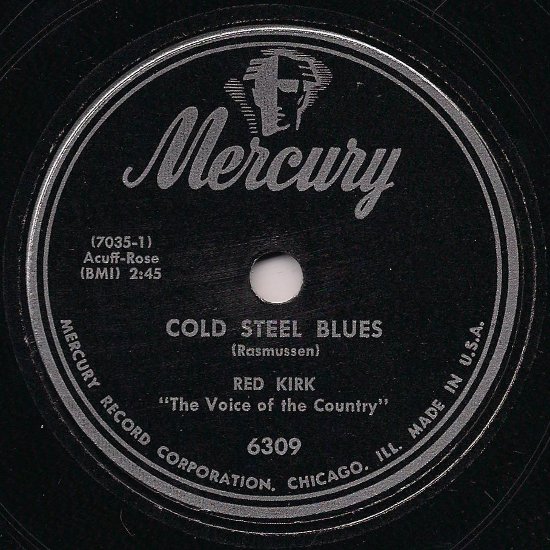 Mercury
(7035-1)
Acuff-Rose
(BMI) 2:45
COLD STEEL BLUES
(Rasmussen)
RED KIRK
"The Voice of the Country"
6309
MERCURY RECORD CORPORATION, CHICAGO, ILL. MADE IN U.S.A.